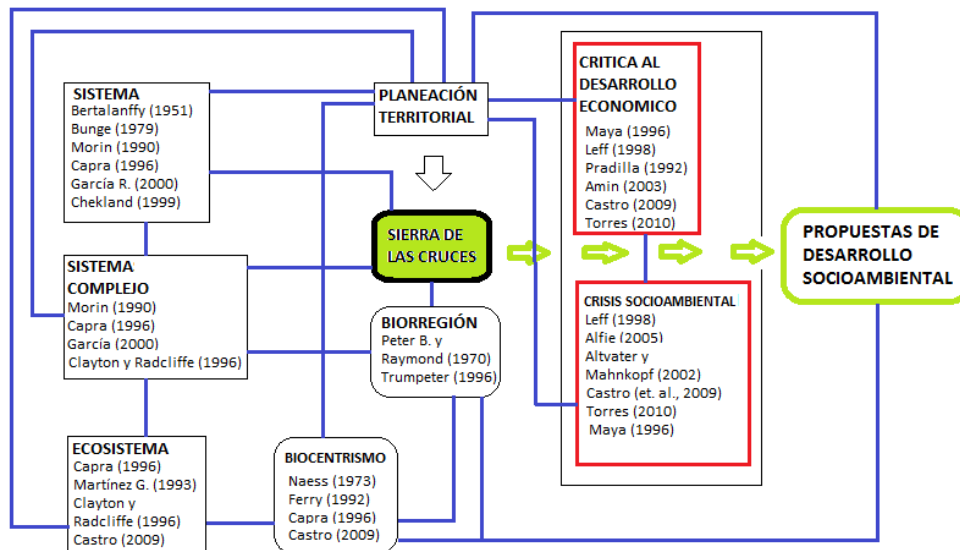 SISTEMA
Bertalanffy (1951)
Bunge (1979)
Morin (1990)
Capra (1996)
García R. (2000)
Chekland (1999)
PLANEACIÓN
TERRITORIAL
CRITICA AL
DESARROLLO
ECONOMICO
Maya (1996)
Leff (1998)
Pradilla (1992)
Amin (2003)
Castro (2009)
Torres (2010)
SIERRA DE
LAS CRUCES
PROPUESTAS DE
DESARROLLO
SOCIOAMBIENTAL
SISTEMA
COMPLEJO
Morin (1990)
Capra (1996)
García (2000)
Clayton y Radcliffe (1996)
BIORREGIÓN
Peter B. y
Raymond (1970)
Trumpeter (1996)
CRISIS SOCIOAMBIENTAL
Leff (1998)
Alfie (2005)
Altvater y
Mahnkopf (2002)
Castro (et. al., 2009)
Torres (2010)
Maya (1996)
ECOSISTEMA
Capra (1996)
Martínez G. (1993)
Clayton y
Radcliffe (1996)
Castro (2009)
BIOCENTRISMO
Naess (1973)
Ferry (1992)
Capra (1996)
Castro (2009)